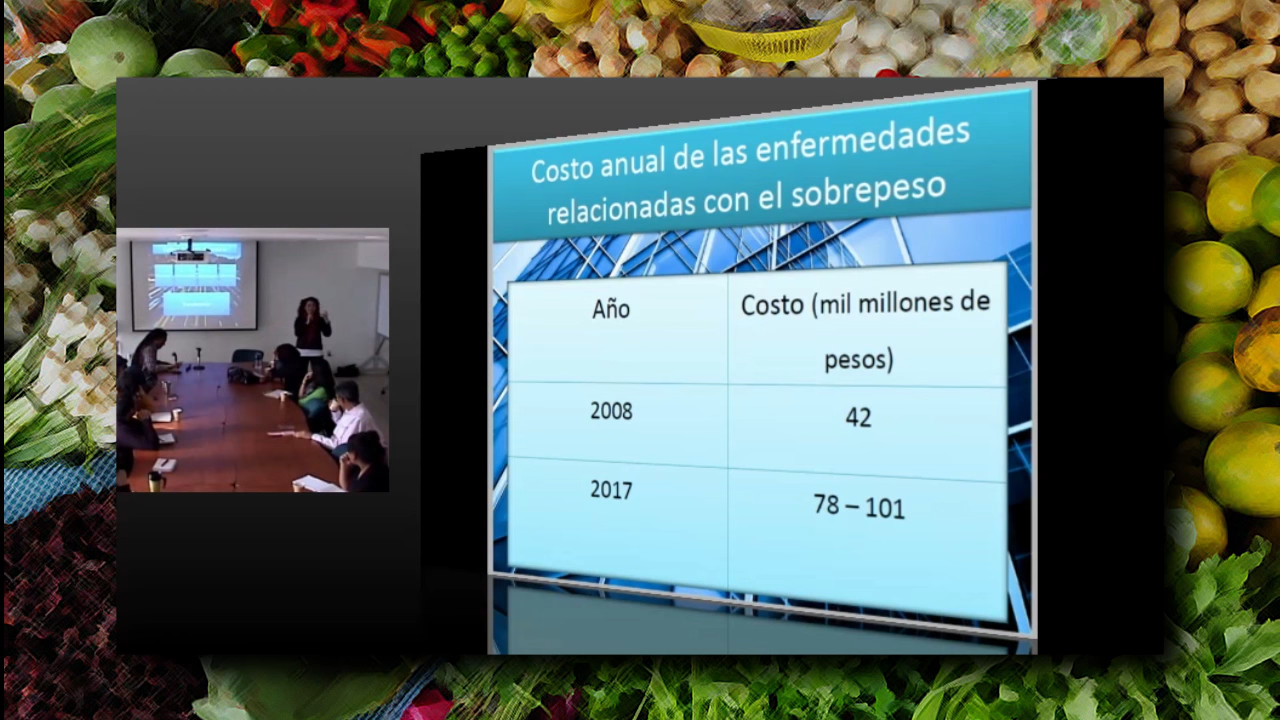 Costo anual de las enfermedades
relacionadas con el sobrepeso
Año
Costo (mil millones de
pesos)
2008
42
2017
78 – 101